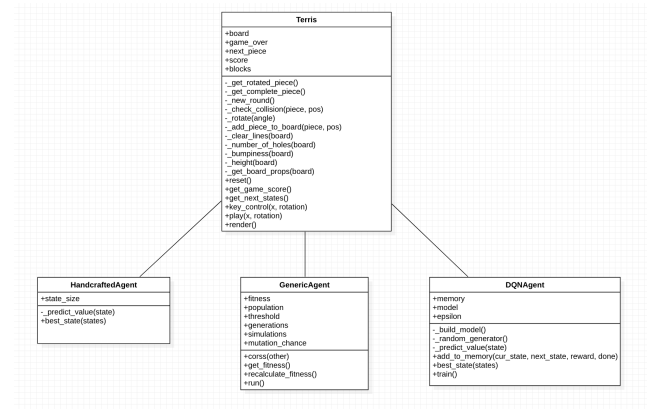 Terris
+board
+game_over
+next_piece
+score
+blocks
-_get_rotated_piece()
-_get_complete_piece()
-_new_round()
-_check_collision(piece, pos)
-_rotate(angle)
-_add_piece_to_board(piece, pos)
-_clear_lines(board)
-_number_of_holes(board)
-_bumpiness(board)
-_height(board)
-_get_board_props(board)
+reset()
+get_game_score()
+get_next_states()
+key_control(x, rotation)
+play(x, rotation)
+render()
HandcraftedAgent
+state_size
-_predict_value(state)
+best_state(states)
GenericAgent
+fitness
+population
+threshold
+generations
+simulations
+mutation_chance
+corss(other)
+get_fitness()
+recalculate_fitness()
+run()
DQNAgent
+memory
+model
+epsilon
-_build_model()
-_random_generator()
-_predict_value(state)
+add_to_memory(cur_state, next_state, reward, done)
+best_state(states)
+train()